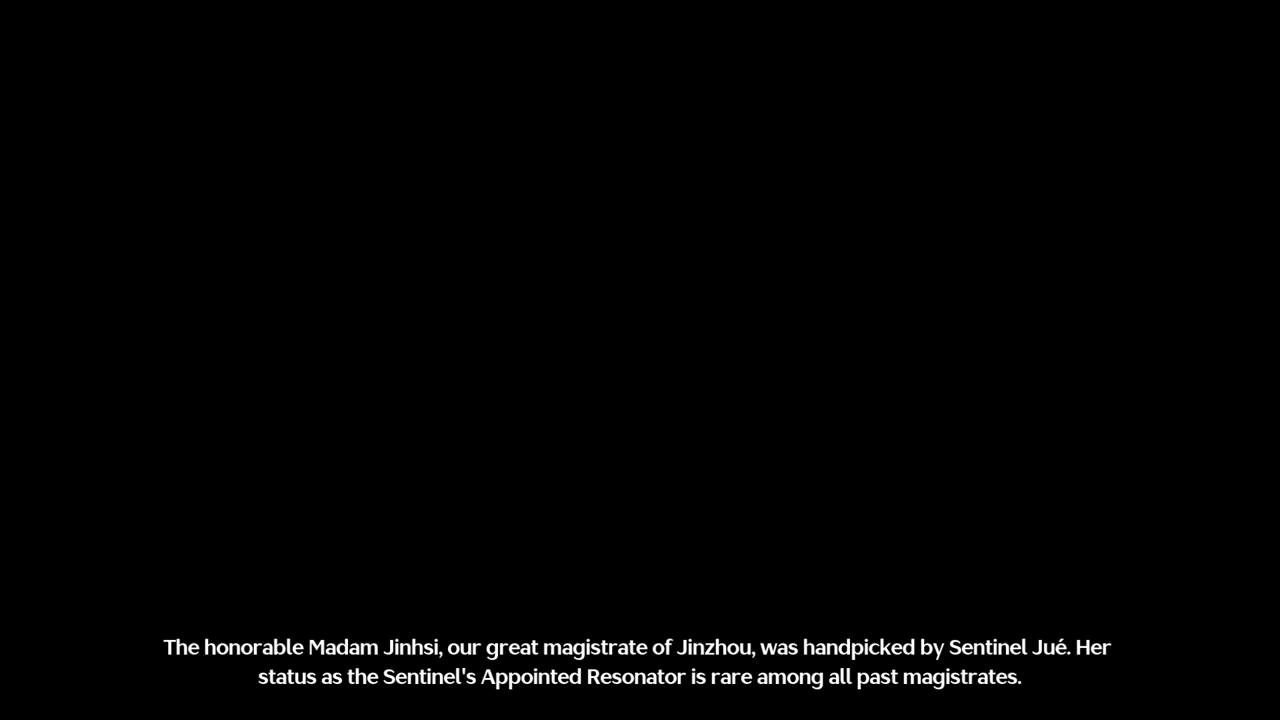 The honorable Madam Jinhsi, our great magistrate of Jinzhou, was handpicked by Sentinel Jué. Her
status as the Sentinel's Appointed Resonator is rare among all past magistrates.